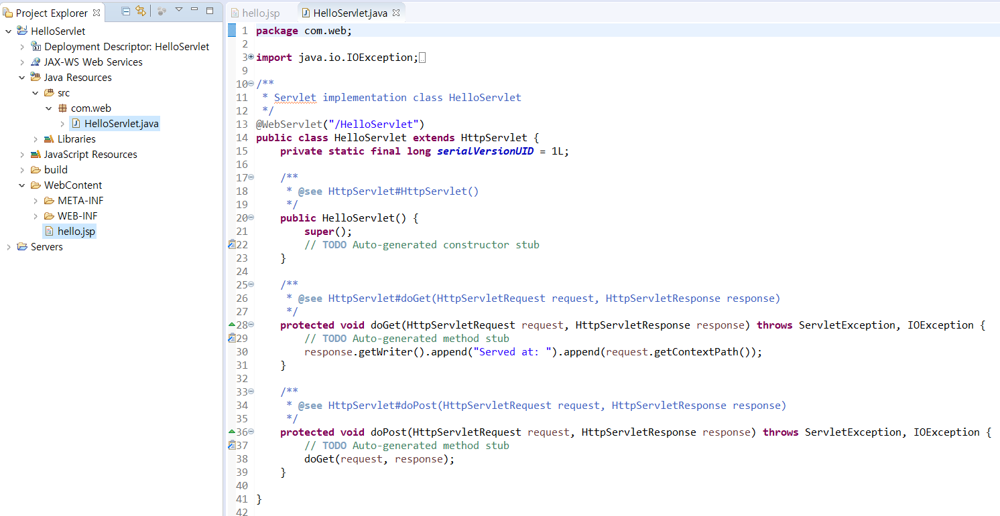 Project Explorer
HelloServlet
Deployment Descriptor: HelloServlet
JAX-WS Web Services
Java Resources
src
com.web
HelloServlet.java
Libraries
JavaScript Resources
build
WebContent
META-INF
WEB-INF
hello.jsp
Servers
hello.jsp
HelloServlet.java
1 package com.web;
2
3 import java.io.IOException;
9
10 /**
11 * Servlet implementation class HelloServlet
12 */
13 @WebServlet("/HelloServlet")
14 public class HelloServlet extends HttpServlet {
15 private static final long serialVersionUID = 1L;
16
17 /**
18 * @see HttpServlet#HttpServlet()
19 */
20 public HelloServlet() {
21 super();
22 // TODO Auto-generated constructor stub
23 }
24
25 /**
26 * @see HttpServlet#doGet(HttpServletRequest request, HttpServletResponse response)
27 */
28 protected void doGet(HttpServletRequest request, HttpServletResponse response) throws ServletException, IOException {
29 // TODO Auto-generated method stub
30 response.getWriter().append("Served at: ").append(request.getContextPath());
31 }
32
33 /**
34 * @see HttpServlet#doPost(HttpServletRequest request, HttpServletResponse response)
35 */
36 protected void doPost(HttpServletRequest request, HttpServletResponse response) throws ServletException, IOException {
37 // TODO Auto-generated method stub
38 doGet(request, response);
39 }
40
41 }
42